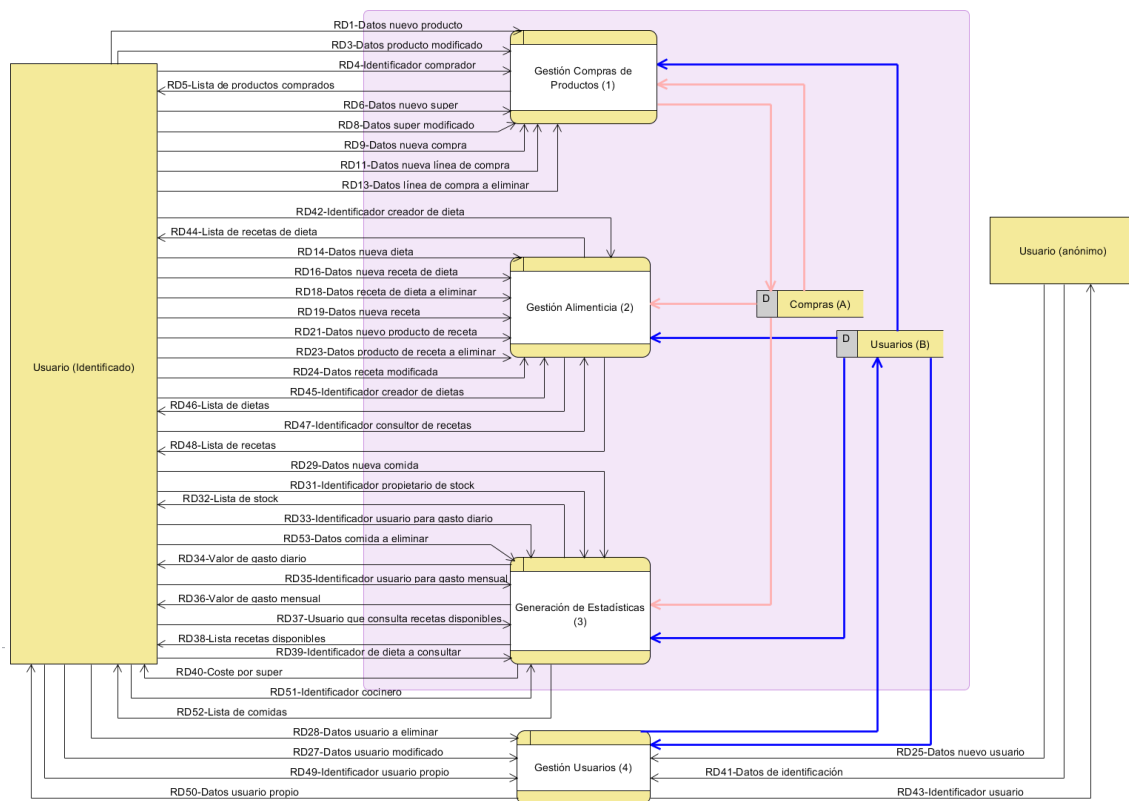 RD1-Datos nuevo producto
RD3-Datos producto modificado
RD4-Identificador comprador
RD5-Lista de productos comprados
RD6-Datos nuevo super
RD8-Datos super modificado
RD9-Datos nueva compra
RD11-Datos nueva línea de compra
RD13-Datos línea de compra a eliminar
Gestión Compras de
Productos (1)
RD42-Identificador creador de dieta
RD44-Lista de recetas de dieta
RD14-Datos nueva dieta
RD16-Datos nueva receta de dieta
RD18-Datos receta de dieta a eliminar
RD19-Datos nueva receta
RD21-Datos nuevo producto de receta
RD23-Datos producto de receta a eliminar
RD24-Datos receta modificada
RD45-Identificador creador de dietas
RD46-Lista de dietas
RD47-Identificador consultor de recetas
RD48-Lista de recetas
Gestión Alimenticia (2)
Usuario (Identificado)
Usuario (anónimo)
D
Compras (A)
D
Usuarios (B)
RD29-Datos nueva comida
RD31-Identificador propietario de stock
RD32-Lista de stock
RD33-Identificador usuario para gasto diario
RD53-Datos comida a eliminar
RD34-Valor de gasto diario
RD35-Identificador usuario para gasto mensual
RD36-Valor de gasto mensual
RD37-Usuario que consulta recetas disponibles
RD38-Lista recetas disponibles
RD39-Identificador de dieta a consultar
RD40-Coste por super
RD51-Identificador cocinero
RD52-Lista de comidas
Generación de Estadísticas
(3)
RD28-Datos usuario a eliminar
RD27-Datos usuario modificado
RD49-Identificador usuario propio
RD50-Datos usuario propio
Gestión Usuarios (4)
RD25-Datos nuevo usuario
RD41-Datos de identificación
RD43-Identificador usuario